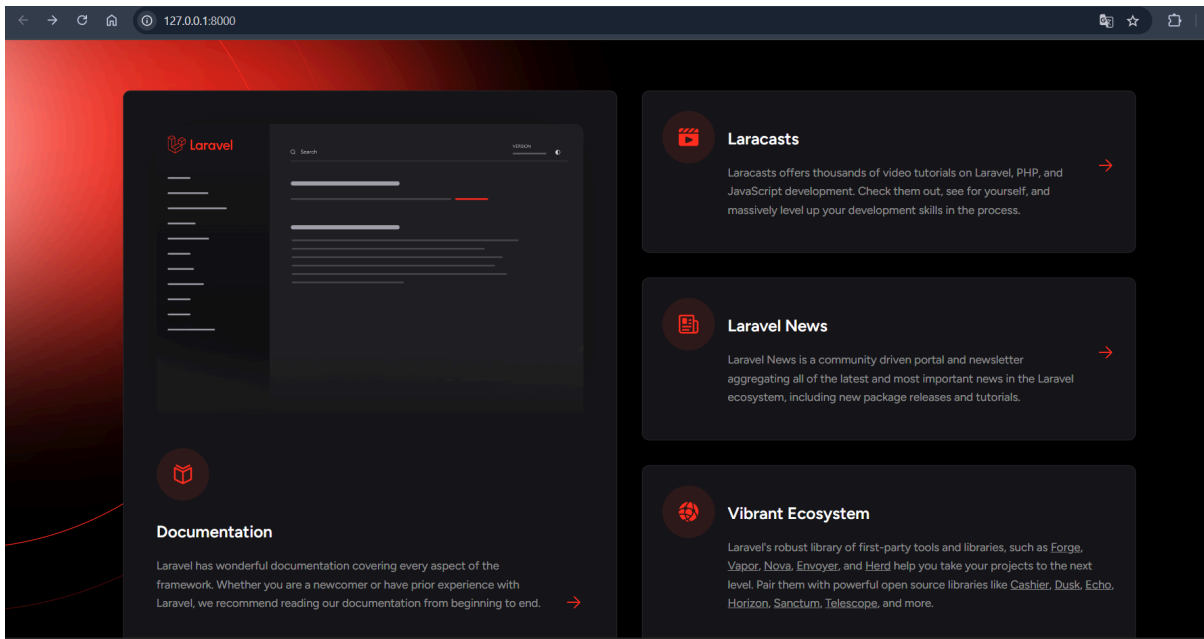 127.0.0.1:8000
Laravel
Search
VERSION
Documentation
Laravel has wonderful documentation covering every aspect of the
framework. Whether you are a newcomer or have prior experience with
Laravel, we recommend reading our documentation from beginning to end.
Laracasts
Laracasts offers thousands of video tutorials on Laravel, PHP, and
JavaScript development. Check them out, see for yourself, and
massively level up your development skills in the process.
Laravel News
Laravel News is a community driven portal and newsletter
aggregating all of the latest and most important news in the Laravel
ecosystem, including new package releases and tutorials.
Vibrant Ecosystem
Laravel's robust library of first-party tools and libraries, such as Forge,
Vapor, Nova, Envoyer, and Herd help you take your projects to the next
level. Pair them with powerful open source libraries like Cashier, Dusk, Echo,
Horizon, Sanctum, Telescope, and more.